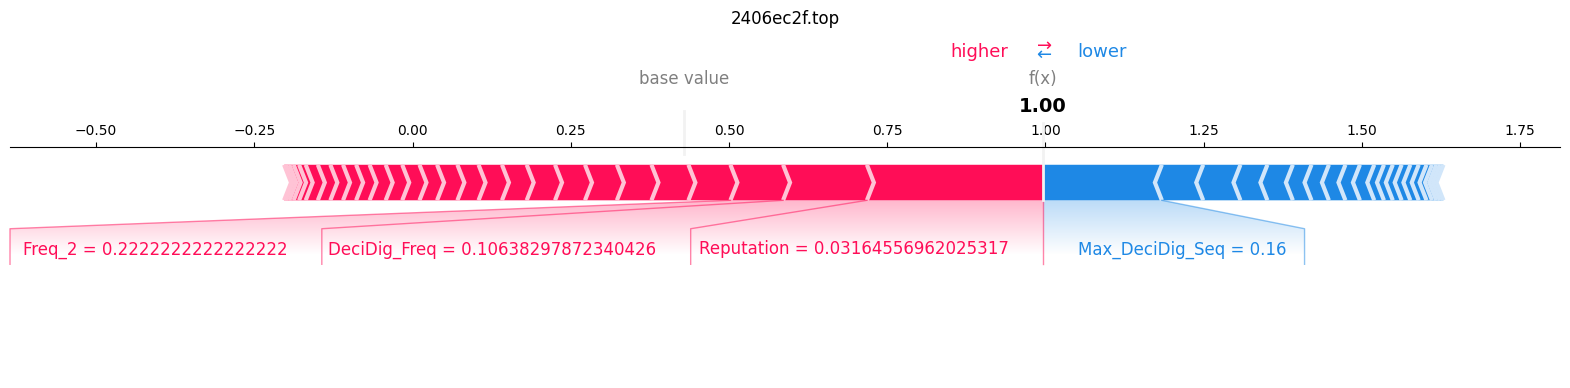 2406ec2f.top
higher → ← lower
base value f(x)
1.00
−0.50 −0.25 0.00 0.25 0.50 0.75 1.00 1.25 1.50 1.75
Freq_2 = 0.2222222222222222 DeciDig_Freq = 0.10638297872340426 Reputation = 0.03164556962025317 Max_DeciDig_Seq = 0.16